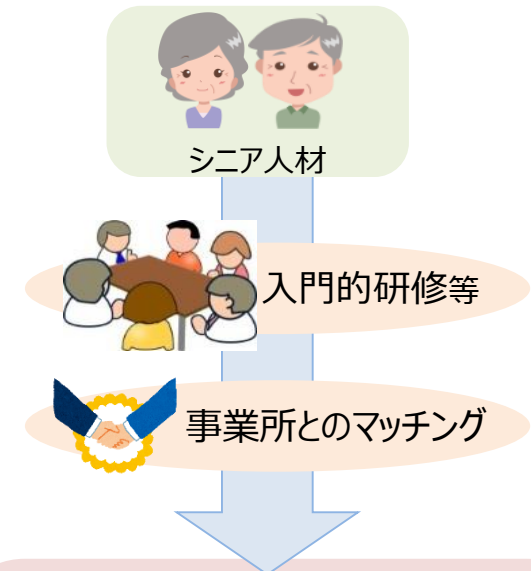 シニア人材
入門的研修等
事業所とのマッチング